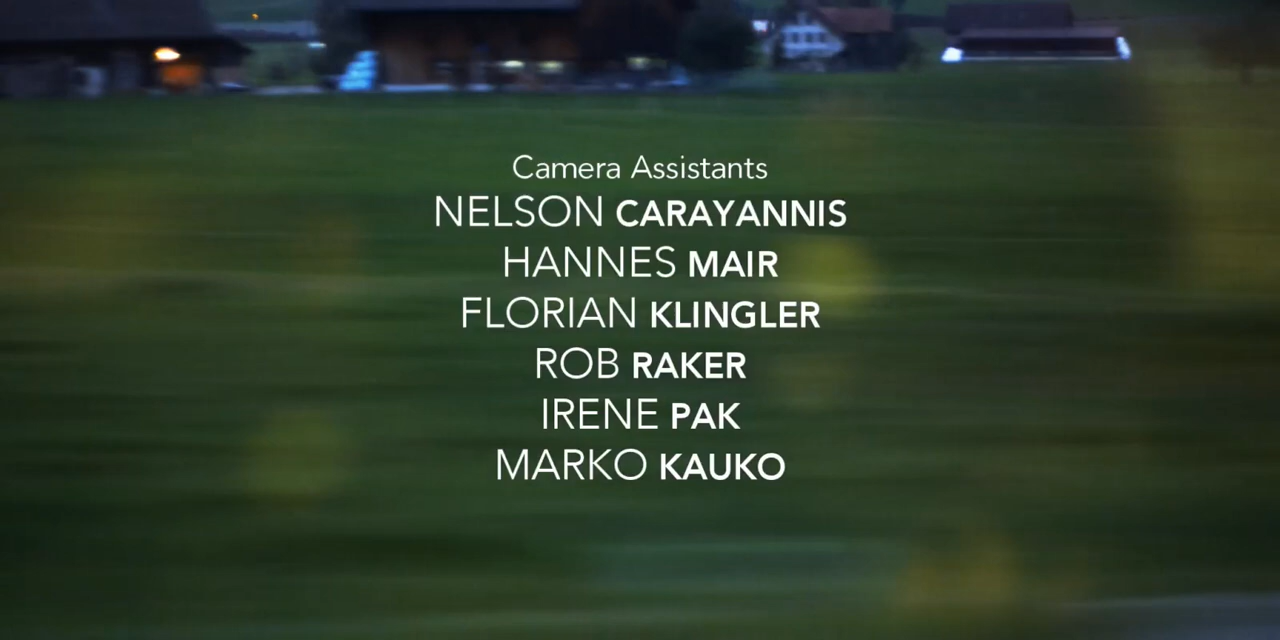 Camera Assistants
NELSON CARAYANNIS
HANNES MAIR
FLORIAN KLINGLER
ROB RAKER
IRENE PAK
MARKO KAUKO